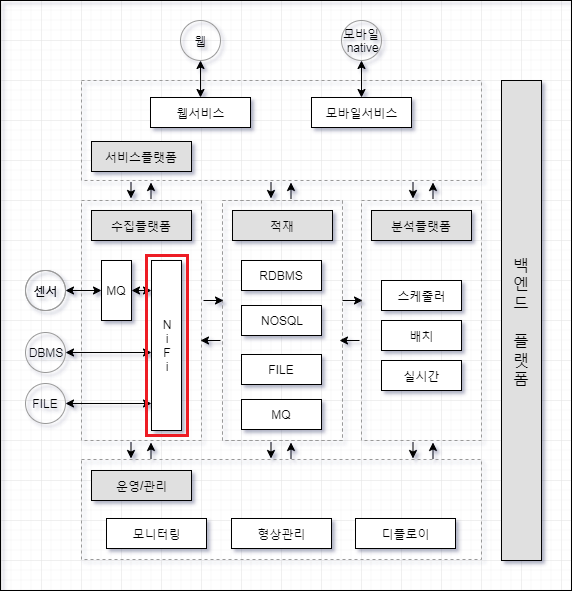 웹
모바일
native
웹서비스
모바일서비스
서비스플랫폼
수집플랫폼
적재
분석플랫폼
센서
MQ
NiFi
DBMS
FILE
RDBMS
NOSQL
FILE
MQ
스케줄러
배치
실시간
백엔드 플랫폼
운영/관리
모니터링
형상관리
디플로이